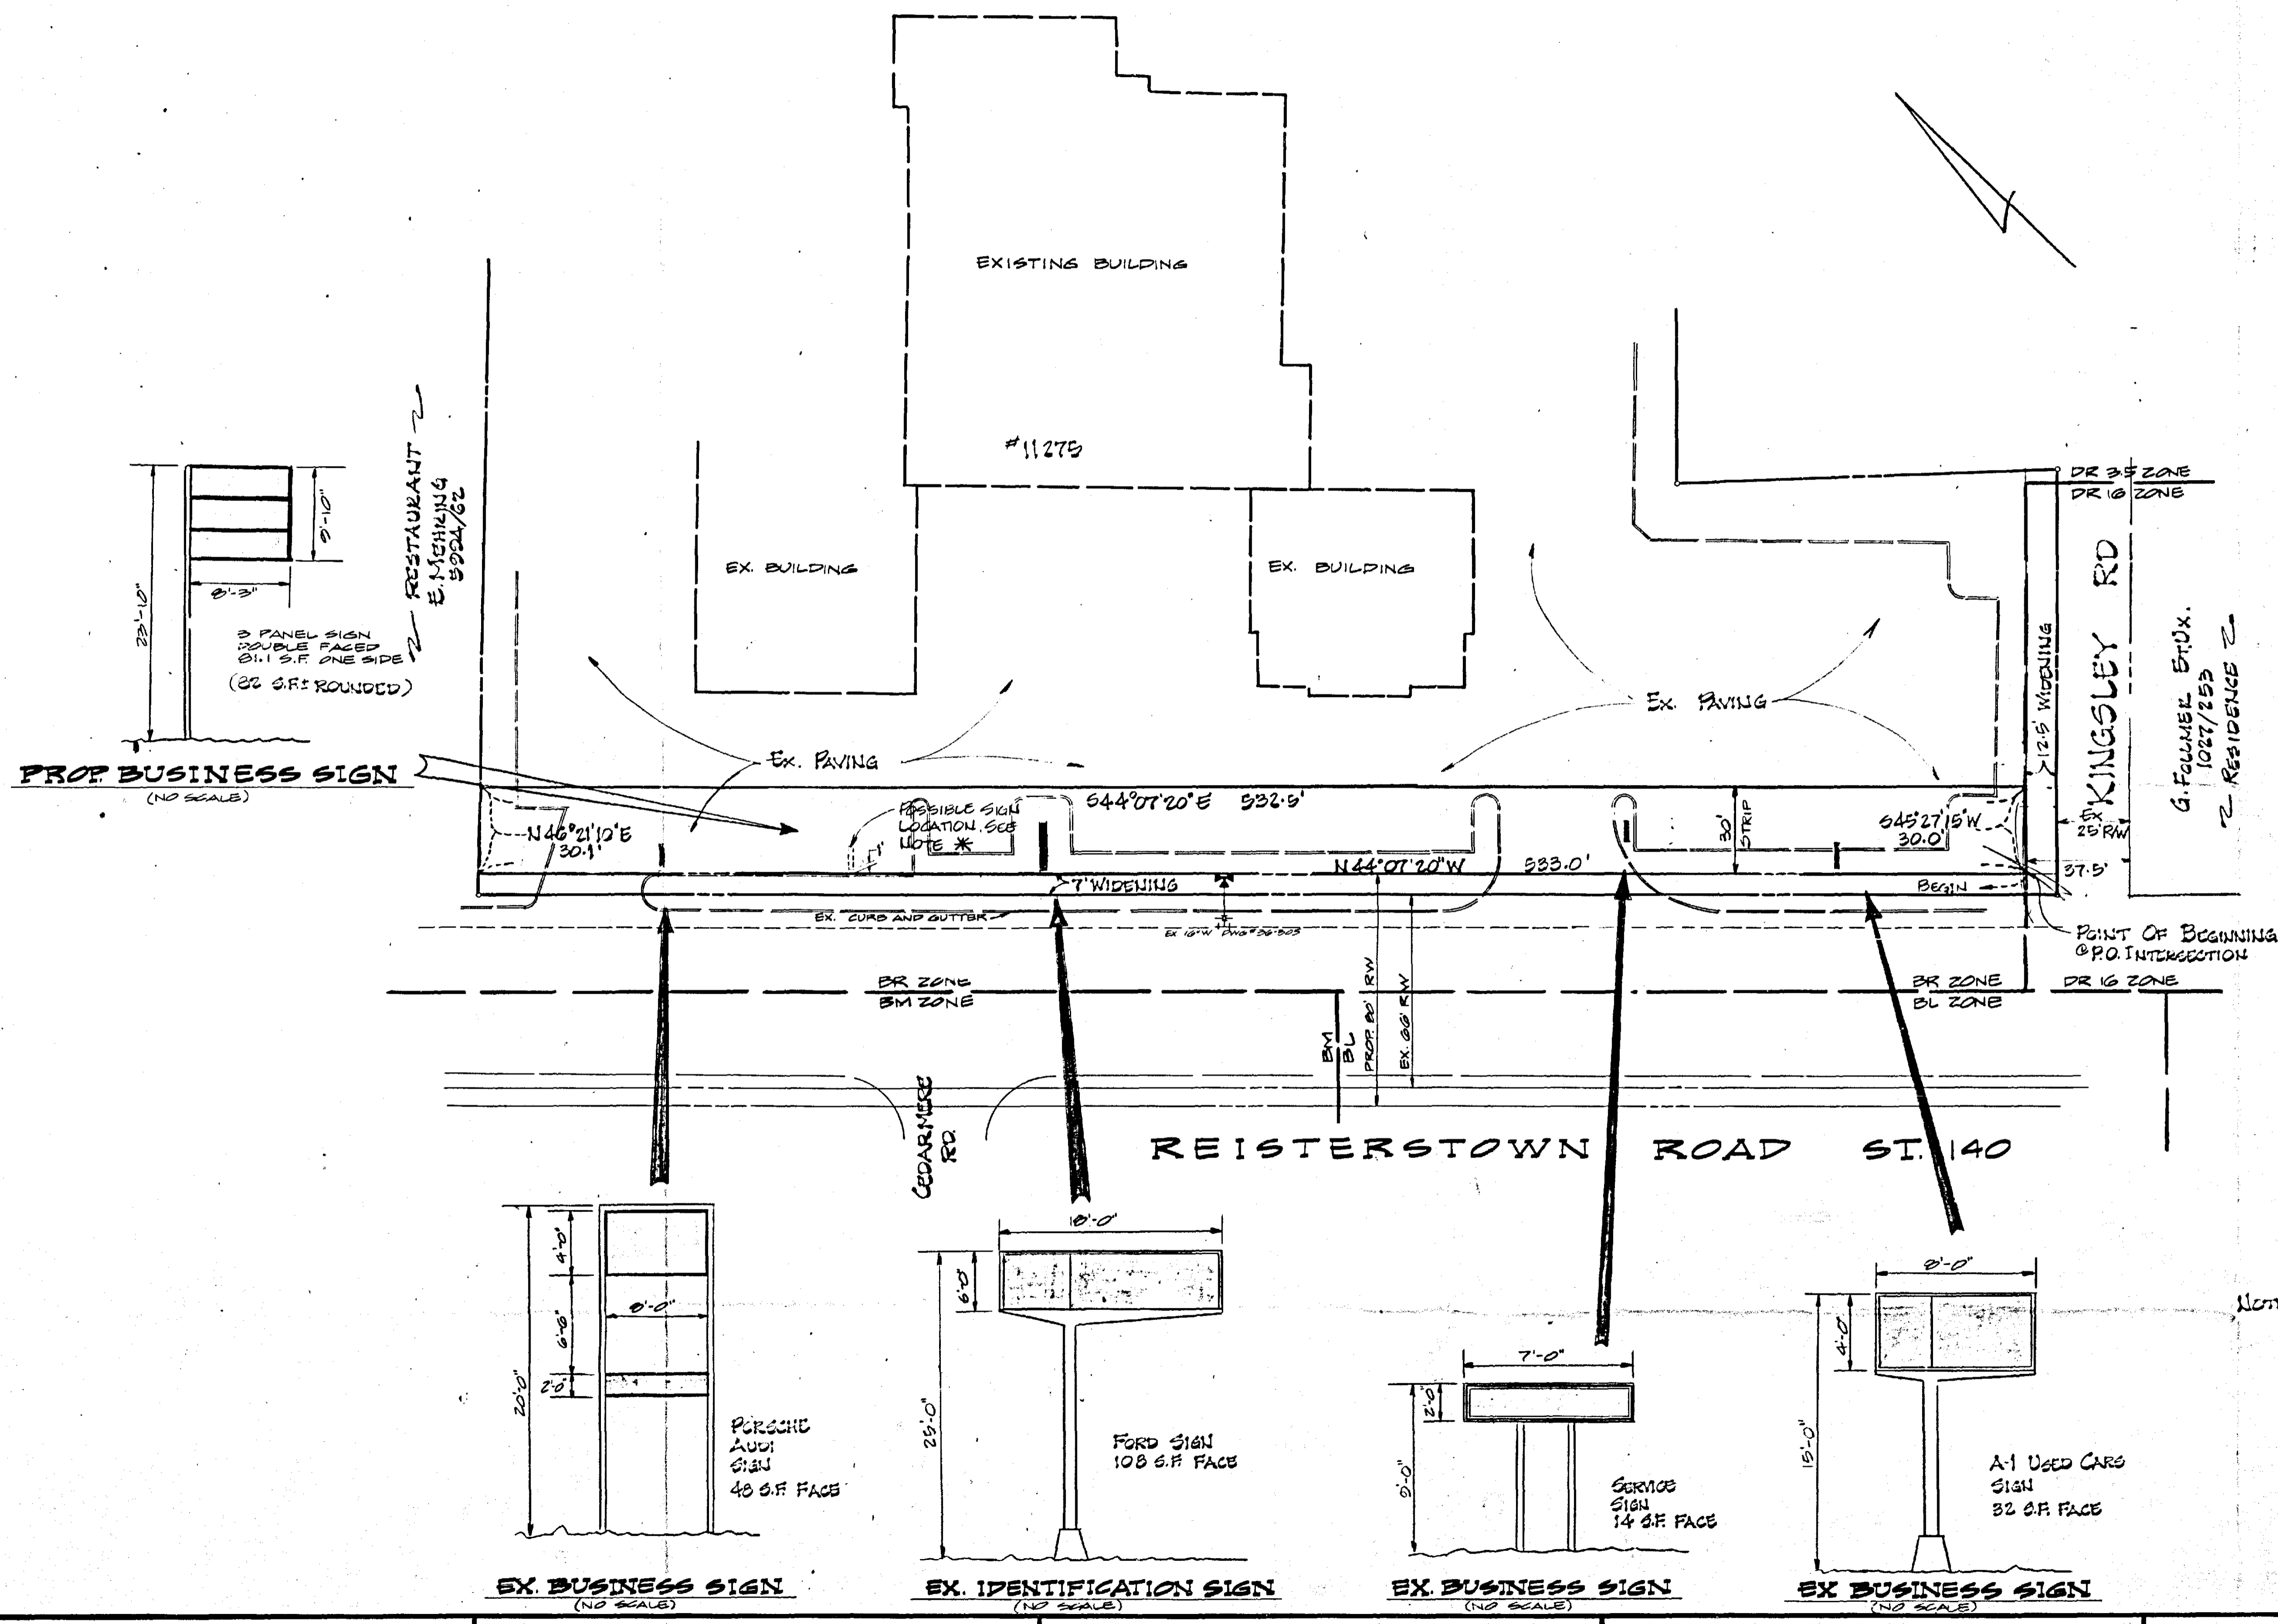 EXISTING BUILDING
#11275
EX. BUILDING
EX. BUILDING
RESTAURANT
E. MEHRING
5994/62
23'-10"
9'-10"
8'-3"
3 PANEL SIGN
DOUBLE FACED
81.1 S.F. ONE SIDE
(82 S.F.± ROUNDED)
PROP. BUSINESS SIGN
(NO SCALE)
DR 3.5 ZONE
DR 16 ZONE
KINGSLEY RD
12.5' WIDENING
G. FOLLMER ET.UX.
1027/253
RESIDENCE
EX. PAVING
EX. PAVING
S44°07'20"E 532.5'
POSSIBLE SIGN
LOCATION. SEE
NOTE *
N46°21'10"E
30.1'
30'
STRIP
S45°27'15"W
30.0'
EX
25' R/W
37.5'
N44°07'20"W 533.0'
7' WIDENING
BEGIN
EX. CURB AND GUTTER
EX 16"W DWG# 36-303
POINT OF BEGINNING
@ P.O. INTERSECTION
BR ZONE
BM ZONE
BR ZONE
BL ZONE
DR 16 ZONE
BM
BL
PROP. 80' R/W
EX. 66' R/W
CEDARMERE
RD.
REISTERSTOWN ROAD ST. 140
20'-0"
4'-0"
6'-6"
2'-0"
8'-0"
PORSCHE
AUDI
SIGN
48 S.F. FACE
EX. BUSINESS SIGN
(NO SCALE)
18'-0"
6'-0"
25'-0"
FORD SIGN
108 S.F. FACE
EX. IDENTIFICATION SIGN
(NO SCALE)
7'-0"
2'-0"
9'-0"
SERVICE
SIGN
14 S.F. FACE
EX. BUSINESS SIGN
(NO SCALE)
8'-0"
4'-0"
15'-0"
A-1 USED CARS
SIGN
32 S.F. FACE
EX BUSINESS SIGN
(NO SCALE)